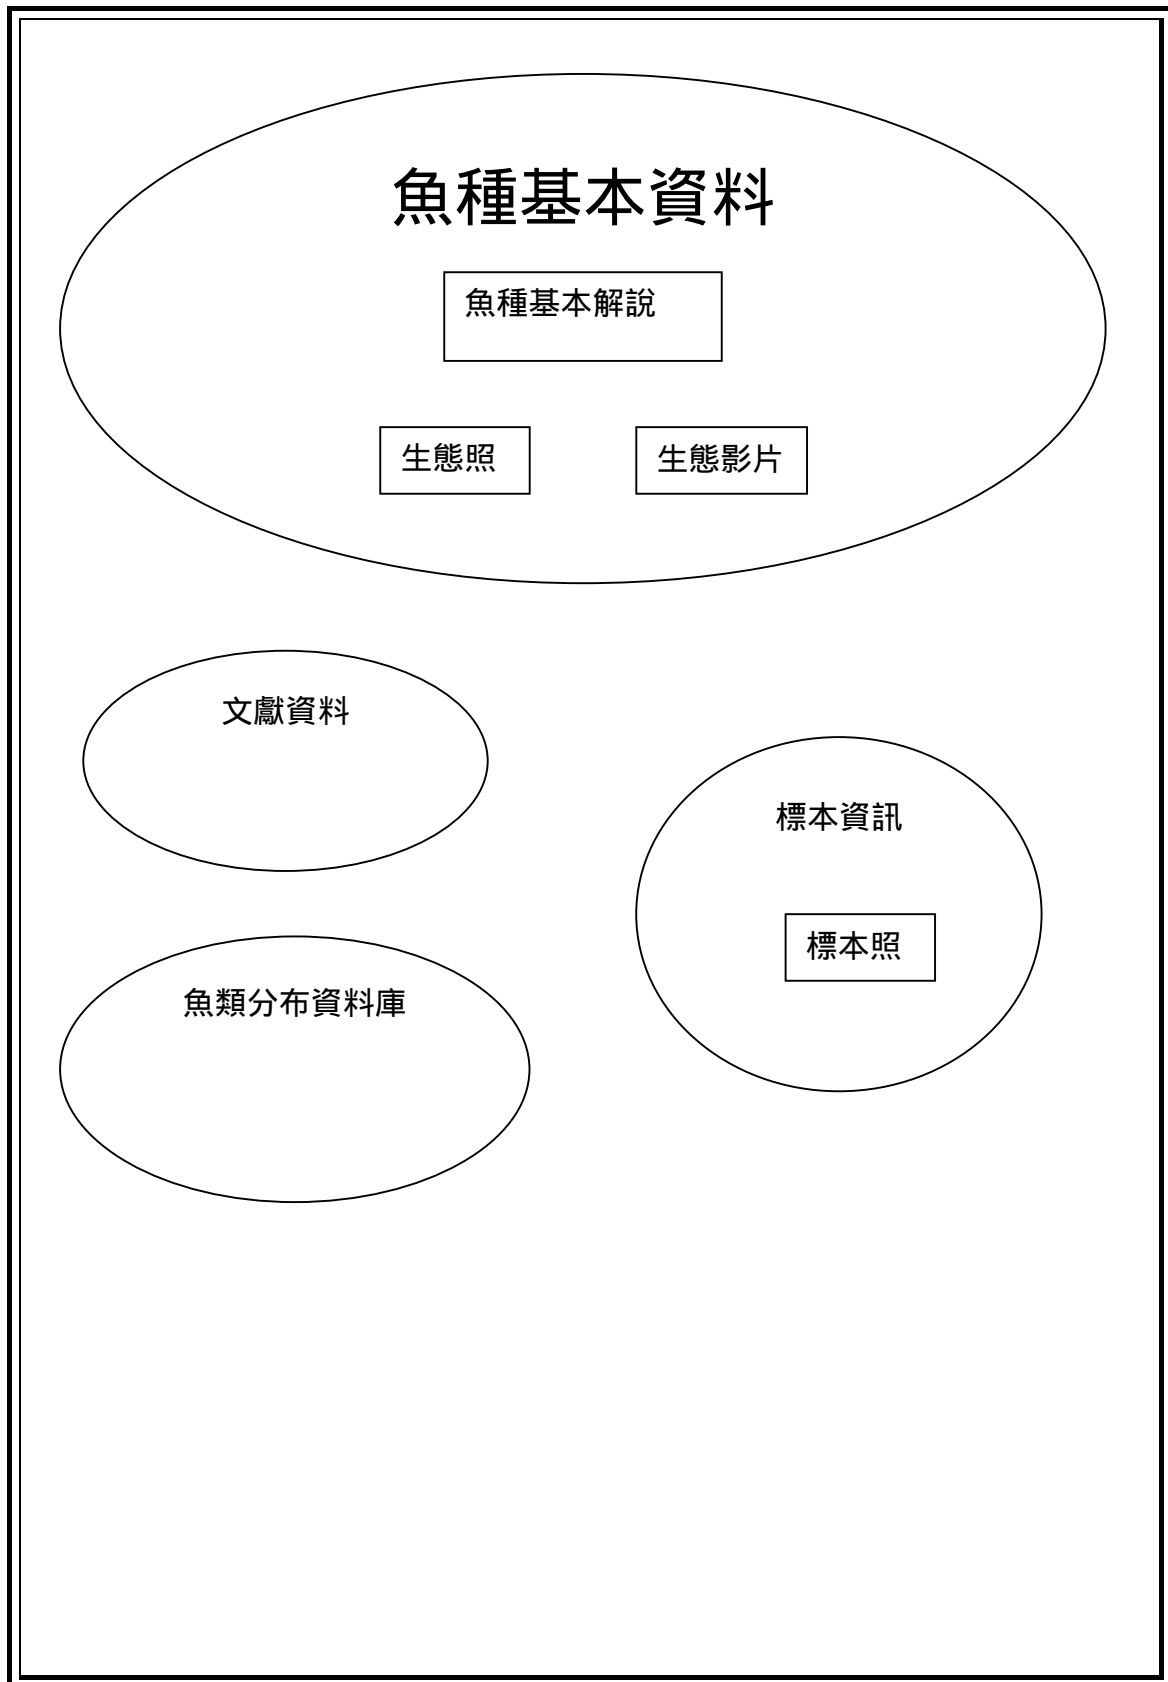 魚種基本資料
魚種基本解說
生態照
生態影片
文獻資料
標本資訊
標本照
魚類分布資料庫